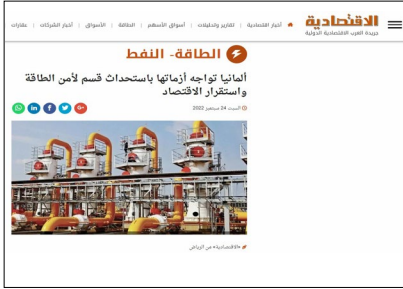 الاقتصادية
جريدة العرب الاقتصادية الدولية
أخبار اقتصادية | تقارير وتحليلات | أسواق الأسهم | الطاقة | الأسواق | أخبار الشركات | عقارات
الطاقة- النفط
ألمانيا تواجه أزماتها باستحداث قسم لأمن الطاقة
واستقرار الاقتصاد
السبت 24 سبتمبر 2022
«الاقتصادية» من الرياض